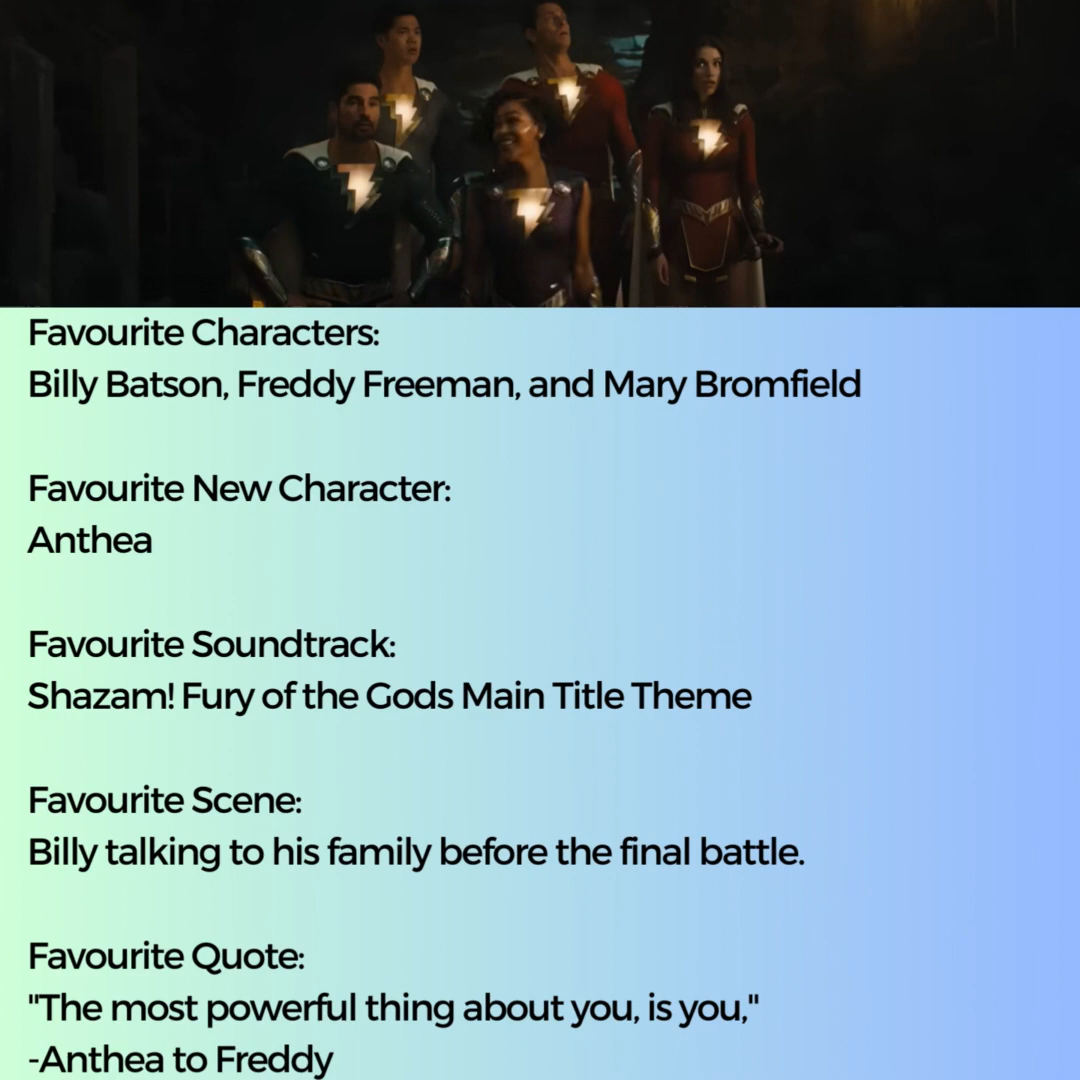 Favourite Characters:
Billy Batson, Freddy Freeman, and Mary Bromfield
Favourite New Character:
Anthea
Favourite Soundtrack:
Shazam! Fury of the Gods Main Title Theme
Favourite Scene:
Billy talking to his family before the final battle.
Favourite Quote:
"The most powerful thing about you, is you,"
-Anthea to Freddy